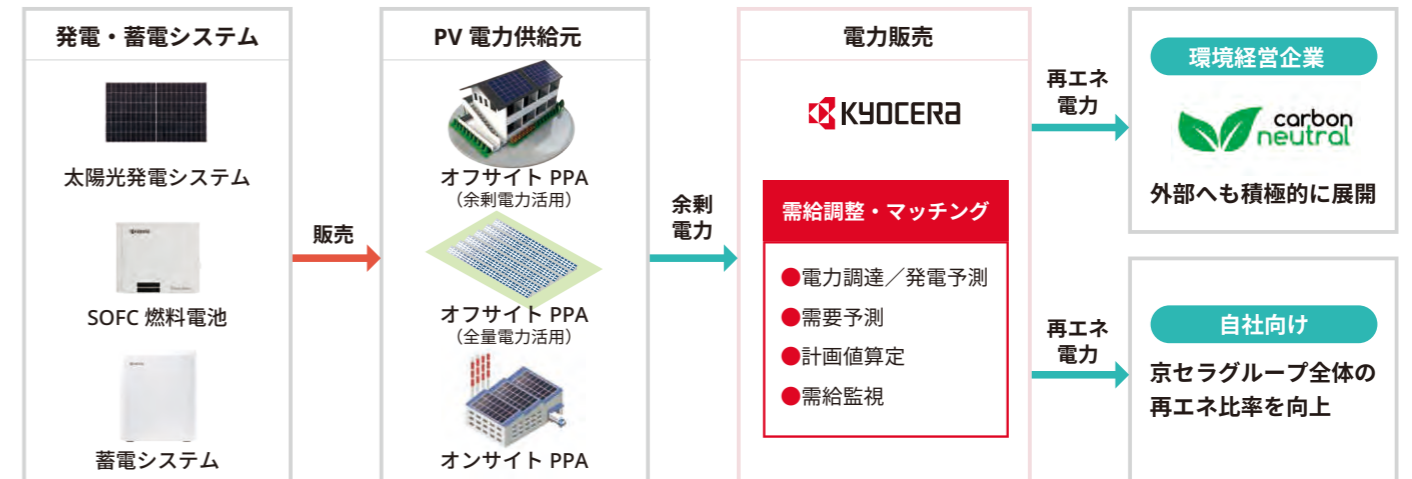 発電・蓄電システム
太陽光発電システム
SOFC 燃料電池
蓄電システム
販売
PV 電力供給元
オフサイト PPA
（余剰電力活用）
オフサイト PPA
（全量電力活用）
オンサイト PPA
余剰
電力
電力販売
KYOCERA
需給調整・マッチング
●電力調達／発電予測
●需要予測
●計画値算定
●需給監視
再エネ
電力
環境経営企業
carbon
neutral
外部へも積極的に展開
再エネ
電力
自社向け
京セラグループ全体の
再エネ比率を向上